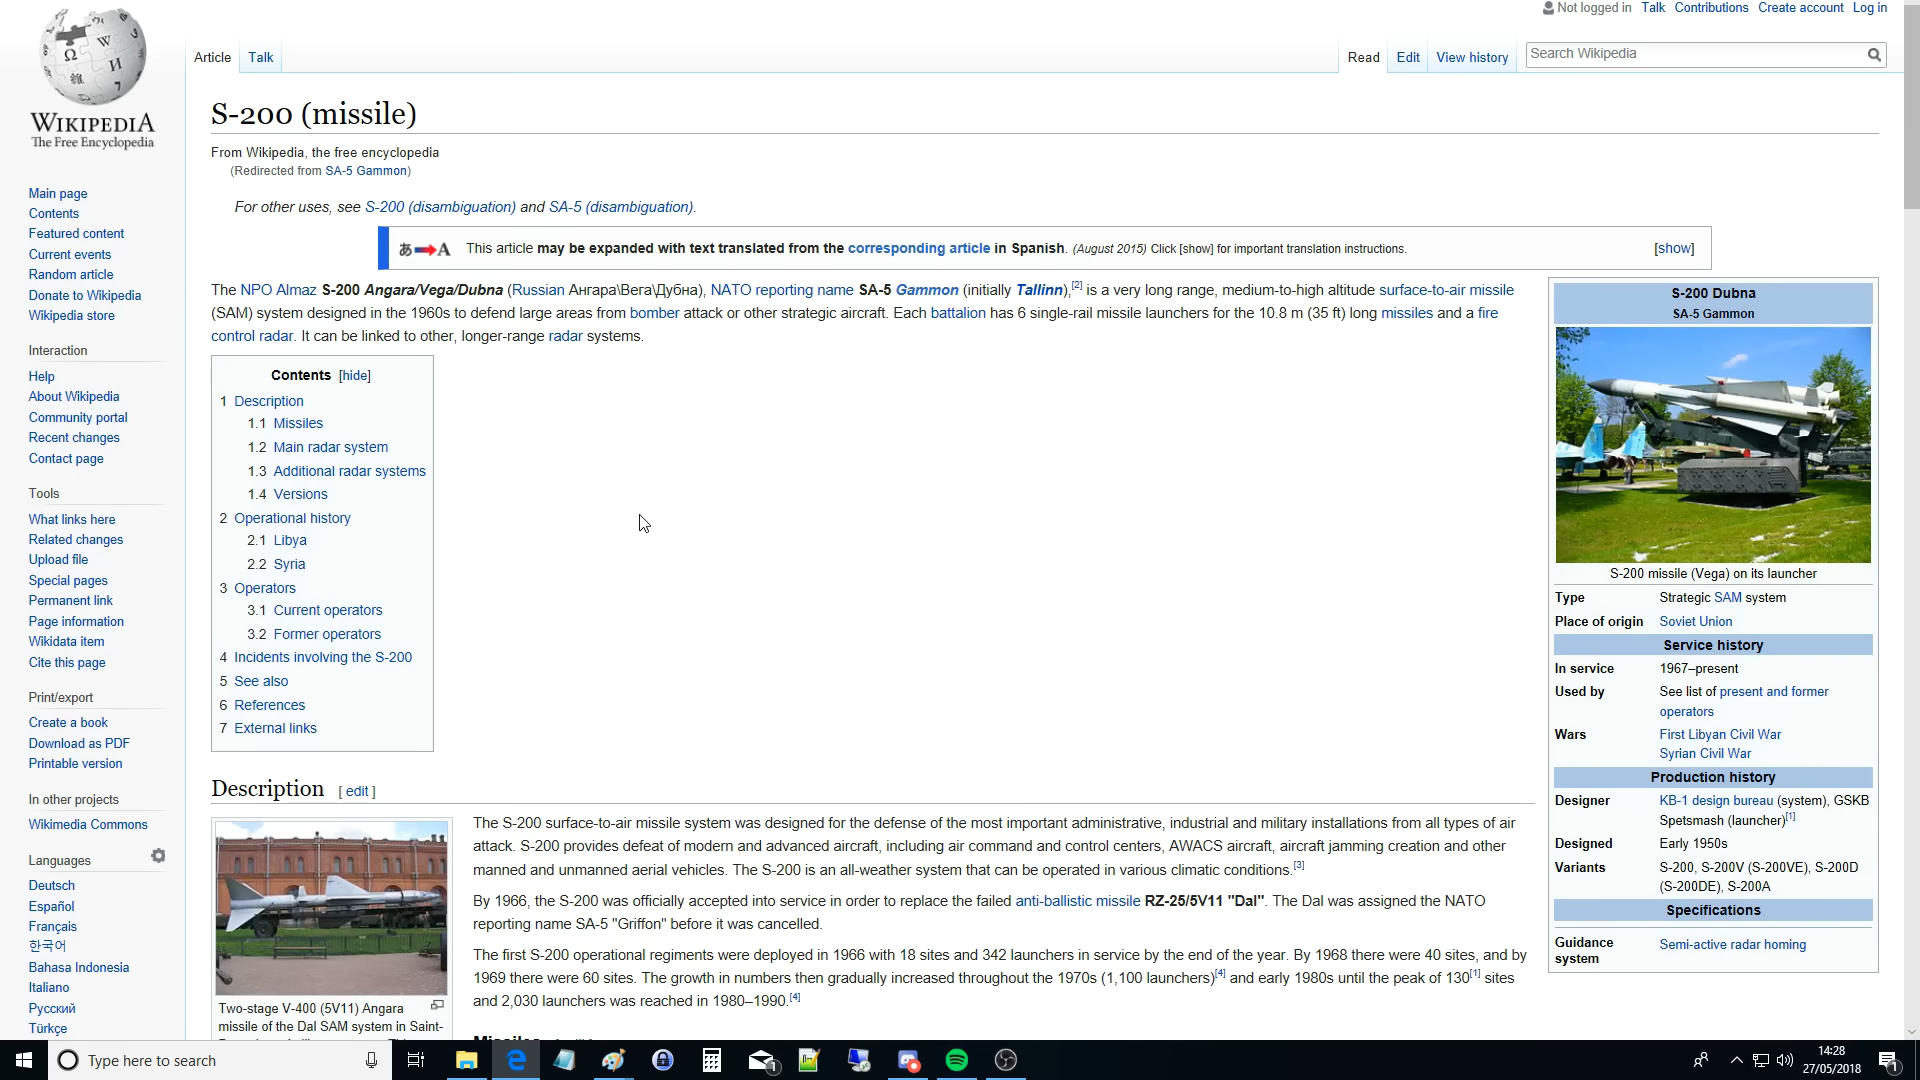 Not logged in Talk Contributions Create account Log in
WIKIPEDIA
The Free Encyclopedia
Article Talk
Read Edit View history Search Wikipedia
Main page
Contents
Featured content
Current events
Random article
Donate to Wikipedia
Wikipedia store
Interaction
Help
About Wikipedia
Community portal
Recent changes
Contact page
Tools
What links here
Related changes
Upload file
Special pages
Permanent link
Page information
Wikidata item
Cite this page
Print/export
Create a book
Download as PDF
Printable version
In other projects
Wikimedia Commons
Languages
Deutsch
Español
Français
한국어
Bahasa Indonesia
Italiano
Русский
Türkçe
S-200 (missile)
From Wikipedia, the free encyclopedia
(Redirected from SA-5 Gammon)
For other uses, see S-200 (disambiguation) and SA-5 (disambiguation).
あ A This article may be expanded with text translated from the corresponding article in Spanish. (August 2015) Click [show] for important translation instructions. [show]
The NPO Almaz S-200 Angara/Vega/Dubna (Russian Ангара\Вега\Дубна), NATO reporting name SA-5 Gammon (initially Tallinn),[2] is a very long range, medium-to-high altitude surface-to-air missile
(SAM) system designed in the 1960s to defend large areas from bomber attack or other strategic aircraft. Each battalion has 6 single-rail missile launchers for the 10.8 m (35 ft) long missiles and a fire
control radar. It can be linked to other, longer-range radar systems.
Contents [hide]
1 Description
1.1 Missiles
1.2 Main radar system
1.3 Additional radar systems
1.4 Versions
2 Operational history
2.1 Libya
2.2 Syria
3 Operators
3.1 Current operators
3.2 Former operators
4 Incidents involving the S-200
5 See also
6 References
7 External links
Description [ edit ]
Two-stage V-400 (5V11) Angara
missile of the Dal SAM system in Saint-
The S-200 surface-to-air missile system was designed for the defense of the most important administrative, industrial and military installations from all types of air
attack. S-200 provides defeat of modern and advanced aircraft, including air command and control centers, AWACS aircraft, aircraft jamming creation and other
manned and unmanned aerial vehicles. The S-200 is an all-weather system that can be operated in various climatic conditions.[3]
By 1966, the S-200 was officially accepted into service in order to replace the failed anti-ballistic missile RZ-25/5V11 "Dal". The Dal was assigned the NATO
reporting name SA-5 "Griffon" before it was cancelled.
The first S-200 operational regiments were deployed in 1966 with 18 sites and 342 launchers in service by the end of the year. By 1968 there were 40 sites, and by
1969 there were 60 sites. The growth in numbers then gradually increased throughout the 1970s (1,100 launchers)[4] and early 1980s until the peak of 130[1] sites
and 2,030 launchers was reached in 1980–1990.[4]
S-200 Dubna
SA-5 Gammon
S-200 missile (Vega) on its launcher
Type Strategic SAM system
Place of origin Soviet Union
Service history
In service 1967–present
Used by See list of present and former
operators
Wars First Libyan Civil War
Syrian Civil War
Production history
Designer KB-1 design bureau (system), GSKB
Spetsmash (launcher)[1]
Designed Early 1950s
Variants S-200, S-200V (S-200VE), S-200D
(S-200DE), S-200A
Specifications
Guidance
system Semi-active radar homing
Type here to search
14:28
27/05/2018